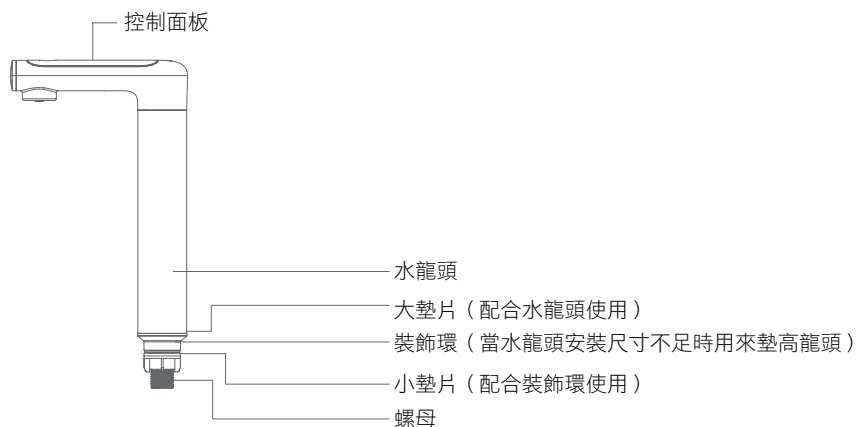 控制面板
水龍頭
大墊片（配合水龍頭使用）
裝飾環（當水龍頭安裝尺寸不足時用來墊高龍頭）
小墊片（配合裝飾環使用）
螺母